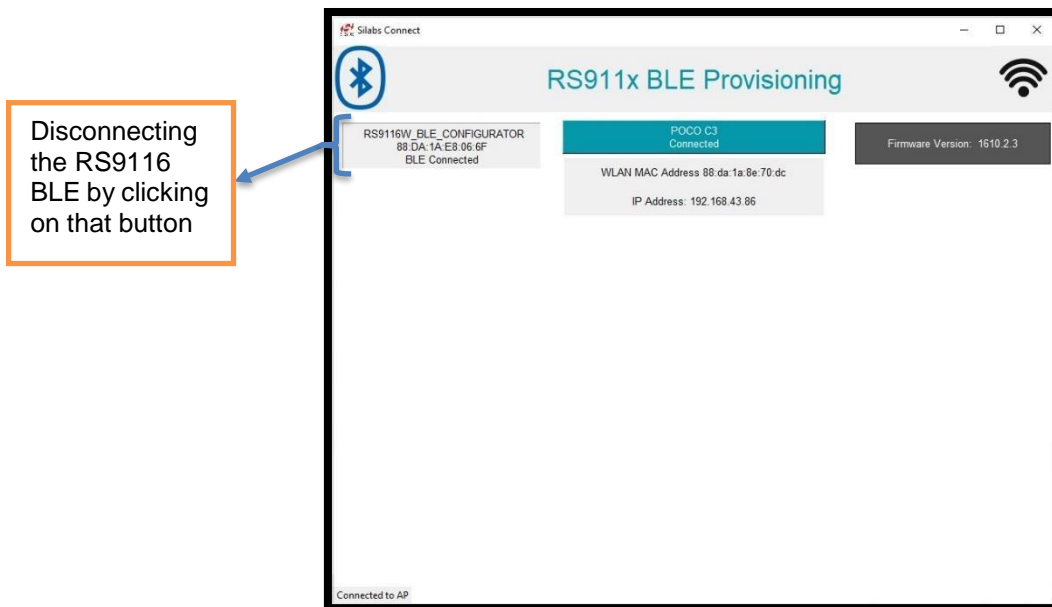 Silabs Connect
RS911x BLE Provisioning
Disconnecting
the RS9116
BLE by clicking
on that button
RS9116W_BLE_CONFIGURATOR
88:DA:1A:E8:06:6F
BLE Connected
POCO C3
Connected
WLAN MAC Address 88:da:1a:8e:70:dc
IP Address: 192.168.43.86
Firmware Version: 1610.2.3
Connected to AP